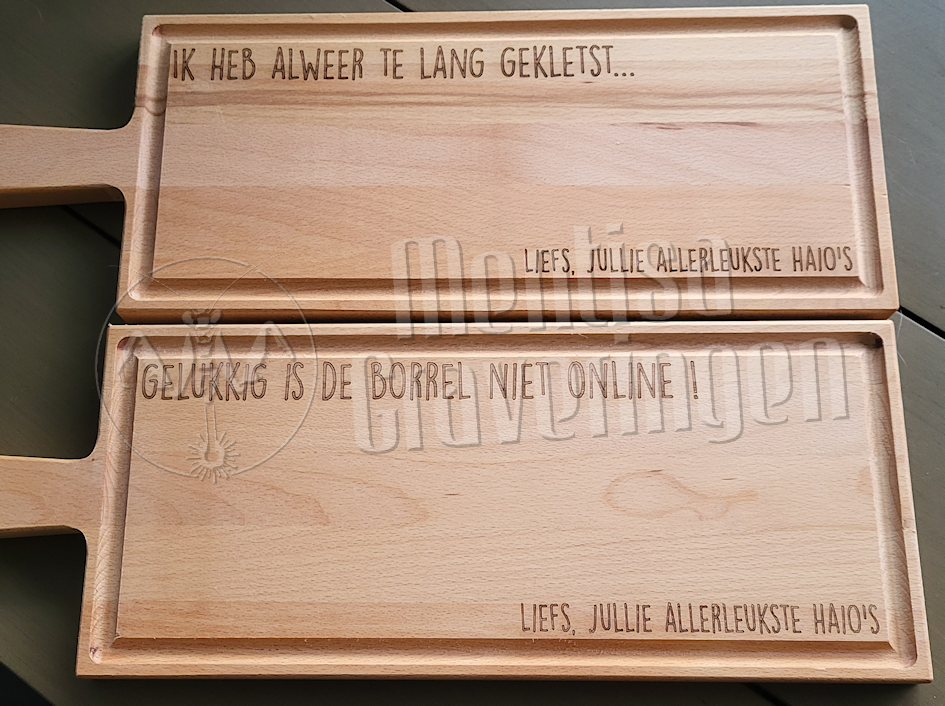 IK HEB ALWEER TE LANG GEKLETST...
LIEFS, JULLIE ALLERLEUKSTE HAIO'S
Mentiso
Graveringen
GELUKKIG IS DE BORREL NIET ONLINE !
LIEFS, JULLIE ALLERLEUKSTE HAIO'S